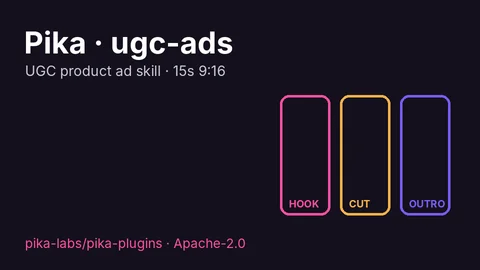 Pika · ugc-ads
UGC product ad skill · 15s 9:16
HOOK
CUT
OUTRO
pika-labs/pika-plugins · Apache-2.0